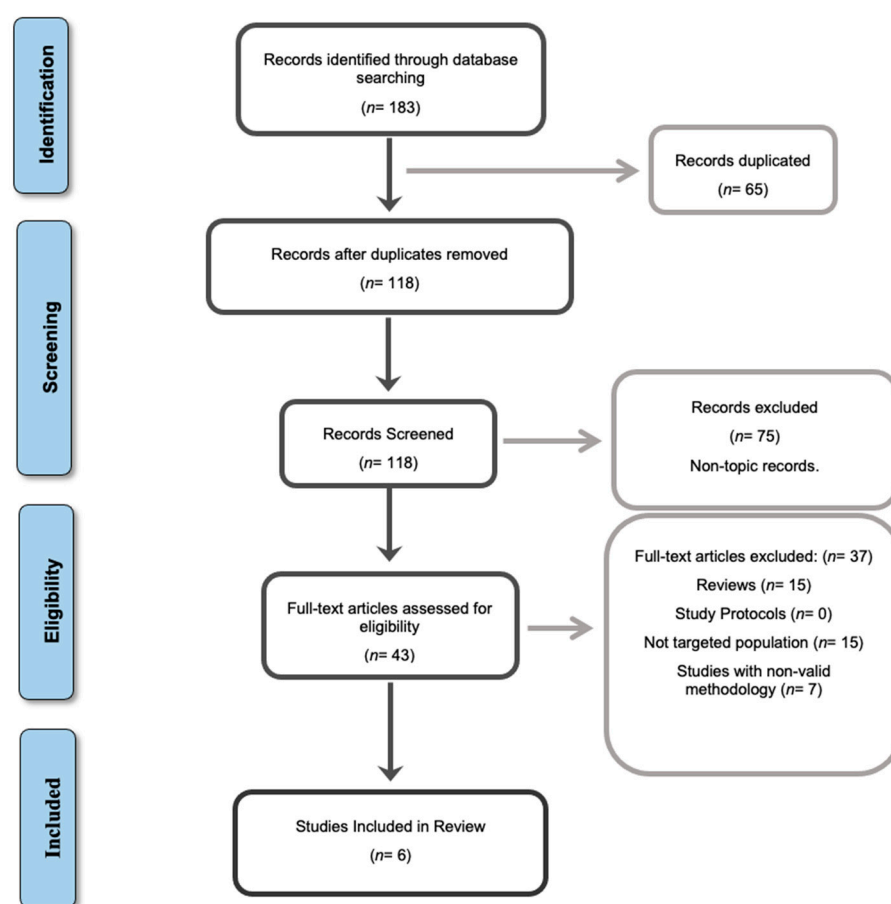 Identification
Records identified through database
searching
(n= 183)
Records duplicated
(n= 65)
Screening
Records after duplicates removed
(n= 118)
Records Screened
(n= 118)
Records excluded
(n= 75)
Non-topic records.
Eligibility
Full-text articles assessed for
eligibility
(n= 43)
Full-text articles excluded: (n= 37)
Reviews (n= 15)
Study Protocols (n= 0)
Not targeted population (n= 15)
Studies with non-valid
methodology (n= 7)
Included
Studies Included in Review
(n= 6)